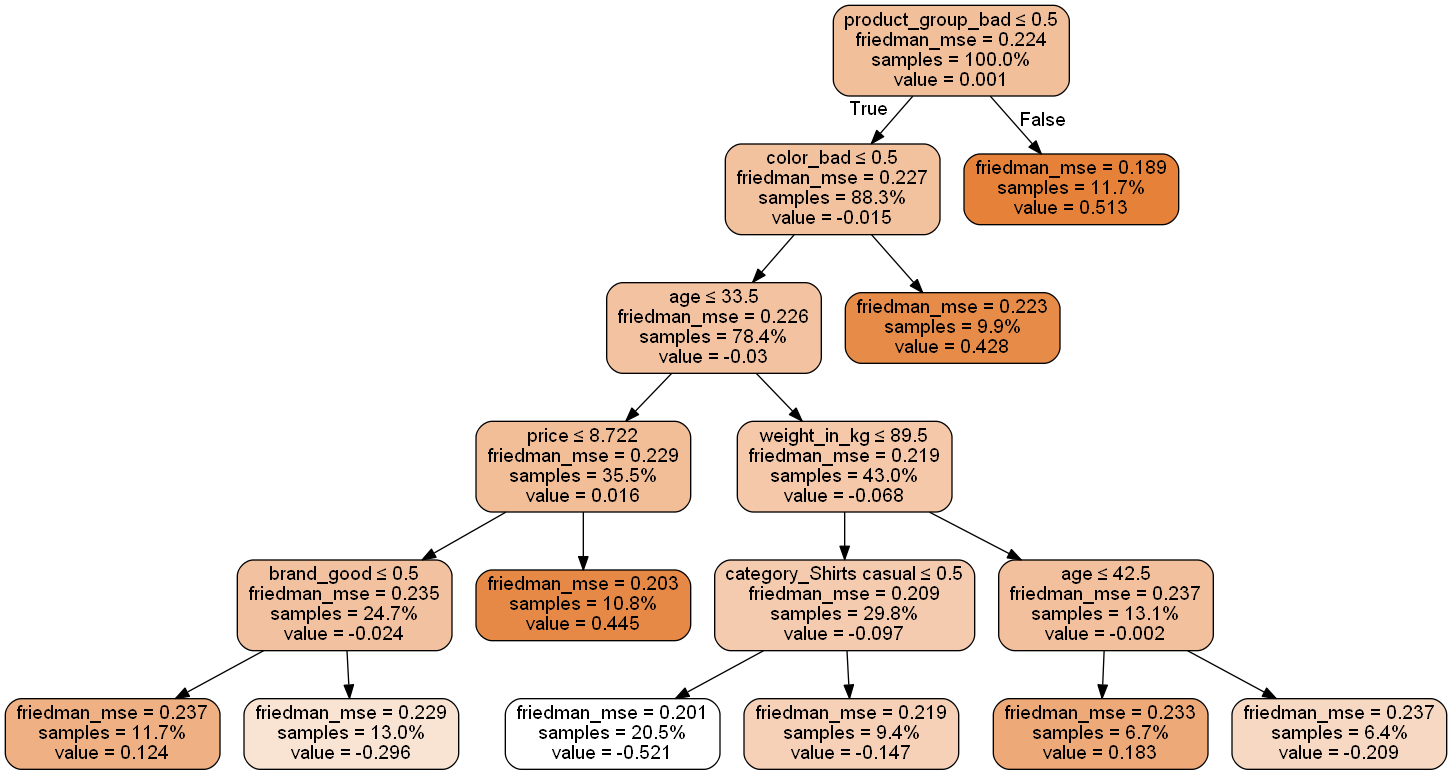 product_group_bad ≤ 0.5
friedman_mse = 0.224
samples = 100.0%
value = 0.001
True
False
color_bad ≤ 0.5
friedman_mse = 0.227
samples = 88.3%
value = -0.015
friedman_mse = 0.189
samples = 11.7%
value = 0.513
age ≤ 33.5
friedman_mse = 0.226
samples = 78.4%
value = -0.03
friedman_mse = 0.223
samples = 9.9%
value = 0.428
price ≤ 8.722
friedman_mse = 0.229
samples = 35.5%
value = 0.016
weight_in_kg ≤ 89.5
friedman_mse = 0.219
samples = 43.0%
value = -0.068
brand_good ≤ 0.5
friedman_mse = 0.235
samples = 24.7%
value = -0.024
friedman_mse = 0.203
samples = 10.8%
value = 0.445
category_Shirts casual ≤ 0.5
friedman_mse = 0.209
samples = 29.8%
value = -0.097
age ≤ 42.5
friedman_mse = 0.237
samples = 13.1%
value = -0.002
friedman_mse = 0.237
samples = 11.7%
value = 0.124
friedman_mse = 0.229
samples = 13.0%
value = -0.296
friedman_mse = 0.201
samples = 20.5%
value = -0.521
friedman_mse = 0.219
samples = 9.4%
value = -0.147
friedman_mse = 0.233
samples = 6.7%
value = 0.183
friedman_mse = 0.237
samples = 6.4%
value = -0.209